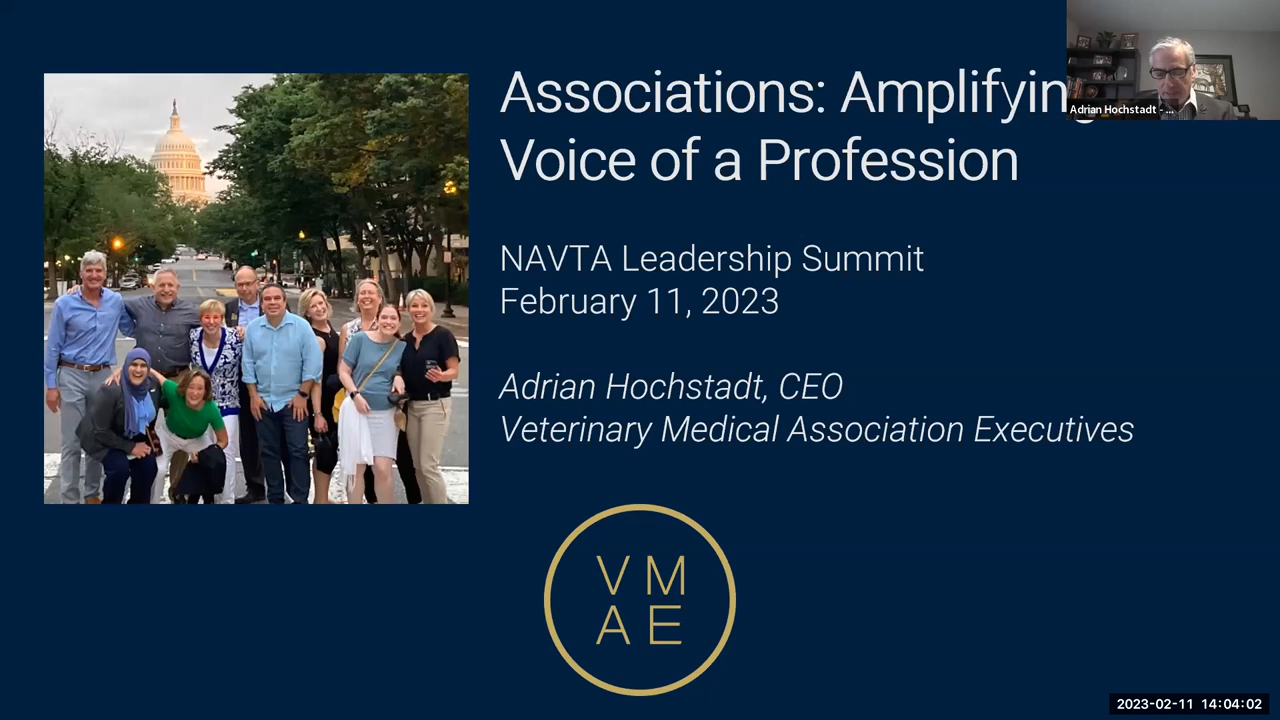 Associations: Amplifyin
Voice of a Profession
Adrian Hochstadt - ...
NAVTA Leadership Summit
February 11, 2023
Adrian Hochstadt, CEO
Veterinary Medical Association Executives
V M
A E
2023-02-11 14:04:02